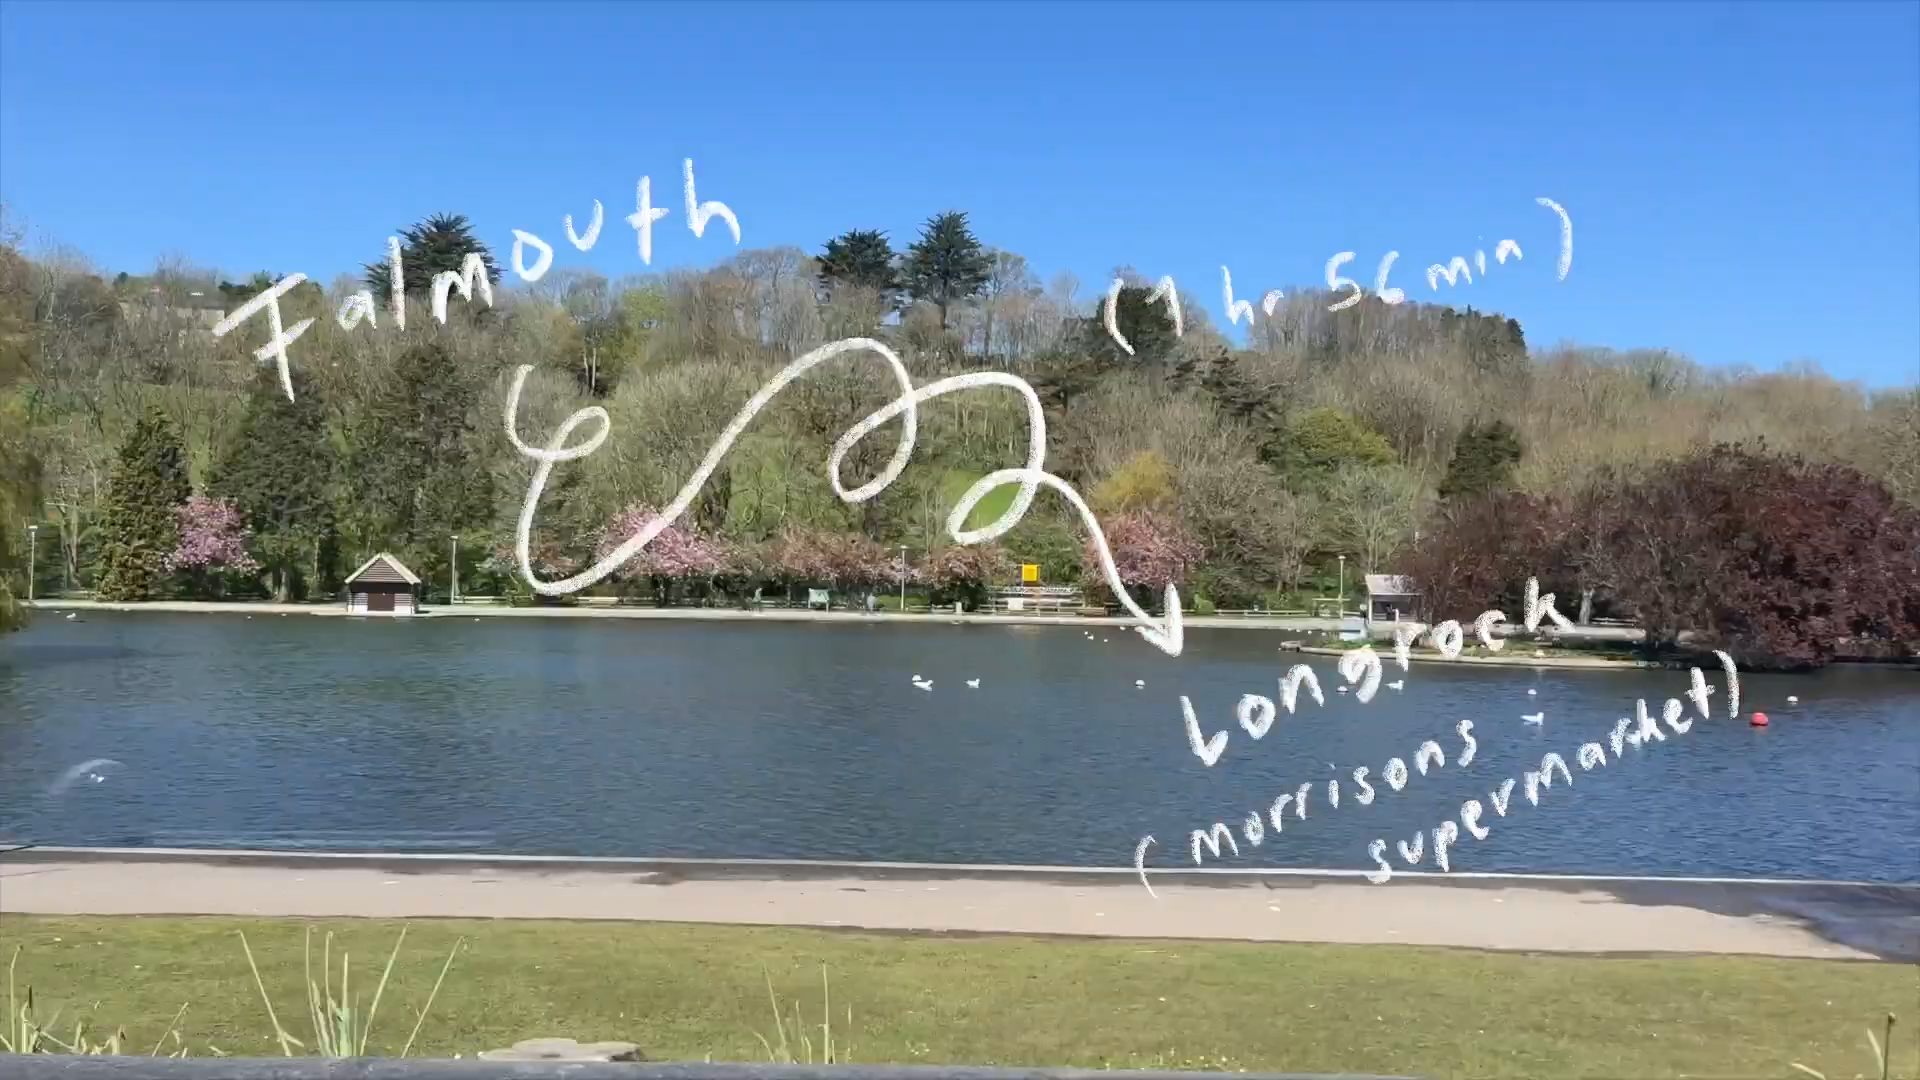 Falmouth
(1 hr 56 min)
Longrock
(morrisons
supermarket)